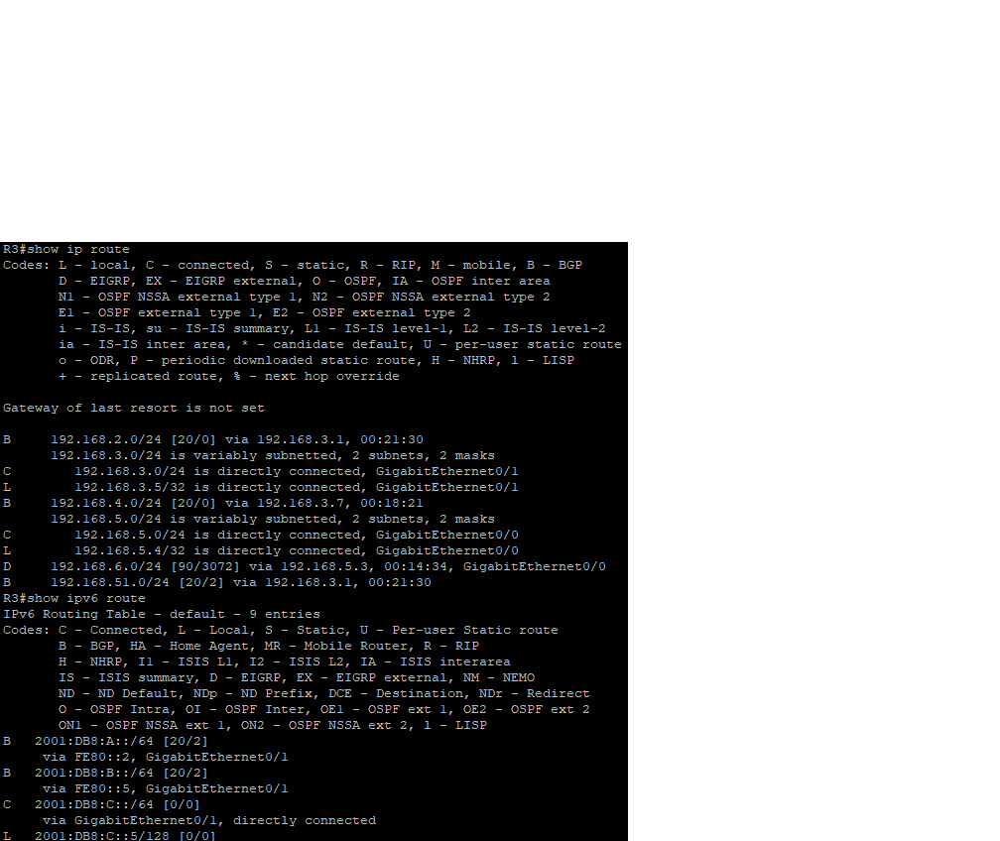 R3#show ip route
Codes: L - local, C - connected, S - static, R - RIP, M - mobile, B - BGP
       D - EIGRP, EX - EIGRP external, O - OSPF, IA - OSPF inter area
       N1 - OSPF NSSA external type 1, N2 - OSPF NSSA external type 2
       E1 - OSPF external type 1, E2 - OSPF external type 2
       i - IS-IS, su - IS-IS summary, L1 - IS-IS level-1, L2 - IS-IS level-2
       ia - IS-IS inter area, * - candidate default, U - per-user static route
       o - ODR, P - periodic downloaded static route, H - NHRP, l - LISP
       + - replicated route, % - next hop override

Gateway of last resort is not set

B     192.168.2.0/24 [20/0] via 192.168.3.1, 00:21:30
      192.168.3.0/24 is variably subnetted, 2 subnets, 2 masks
C        192.168.3.0/24 is directly connected, GigabitEthernet0/1
L        192.168.3.5/32 is directly connected, GigabitEthernet0/1
B     192.168.4.0/24 [20/0] via 192.168.3.7, 00:18:21
      192.168.5.0/24 is variably subnetted, 2 subnets, 2 masks
C        192.168.5.0/24 is directly connected, GigabitEthernet0/0
L        192.168.5.4/32 is directly connected, GigabitEthernet0/0
D     192.168.6.0/24 [90/3072] via 192.168.5.3, 00:14:34, GigabitEthernet0/0
B     192.168.51.0/24 [20/2] via 192.168.3.1, 00:21:30
R3#show ipv6 route
IPv6 Routing Table - default - 9 entries
Codes: C - Connected, L - Local, S - Static, U - Per-user Static route
       B - BGP, HA - Home Agent, MR - Mobile Router, R - RIP
       H - NHRP, I1 - ISIS L1, I2 - ISIS L2, IA - ISIS interarea
       IS - ISIS summary, D - EIGRP, EX - EIGRP external, NM - NEMO
       ND - ND Default, NDp - ND Prefix, DCE - Destination, NDr - Redirect
       O - OSPF Intra, OI - OSPF Inter, OE1 - OSPF ext 1, OE2 - OSPF ext 2
       ON1 - OSPF NSSA ext 1, ON2 - OSPF NSSA ext 2, l - LISP
B   2001:DB8:A::/64 [20/2]
     via FE80::2, GigabitEthernet0/1
B   2001:DB8:B::/64 [20/2]
     via FE80::5, GigabitEthernet0/1
C   2001:DB8:C::/64 [0/0]
     via GigabitEthernet0/1, directly connected
L   2001:DB8:C::5/128 [0/0]